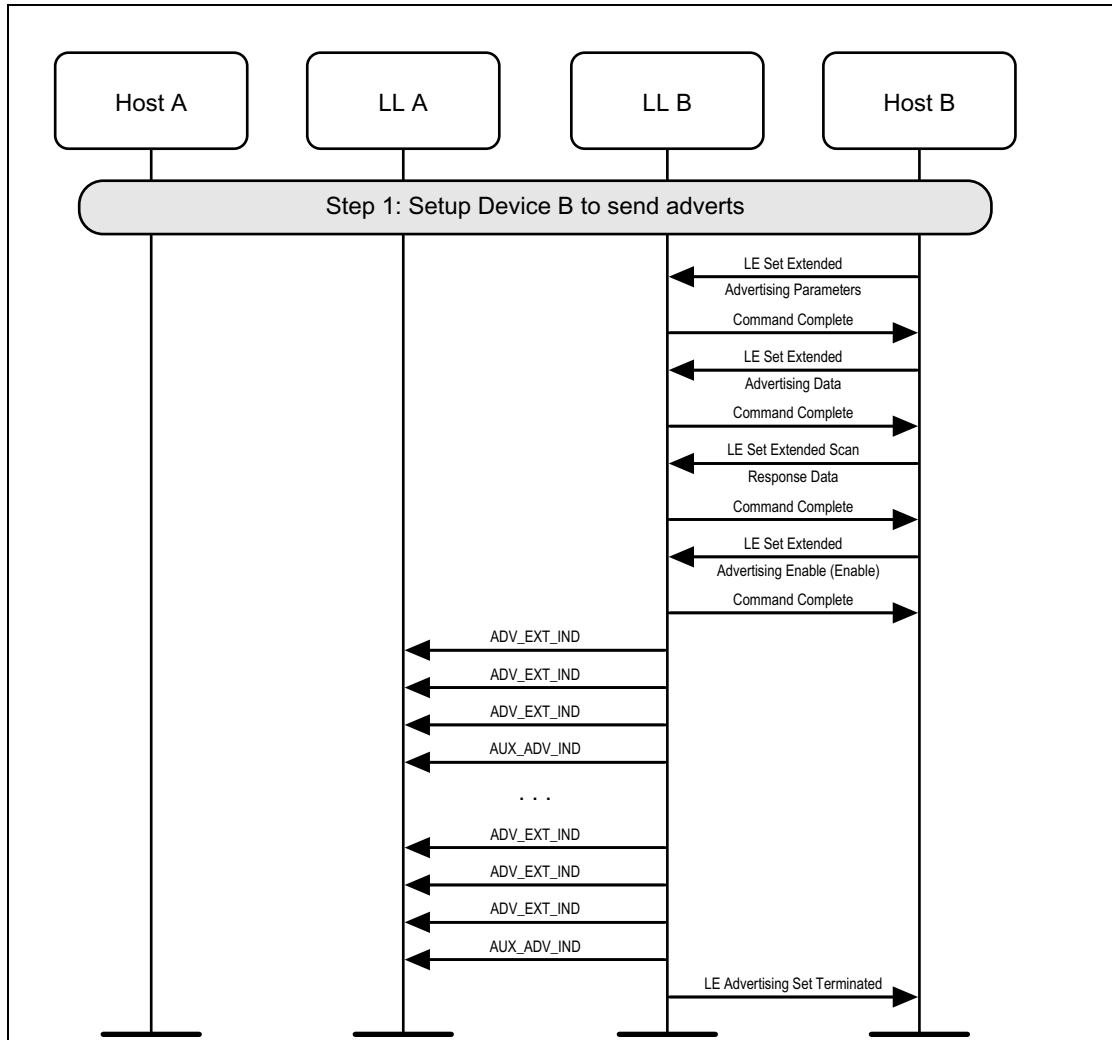 Host A
LL A
LL B
Host B
Step 1: Setup Device B to send adverts
LE Set Extended
Advertising Parameters
Command Complete
LE Set Extended
Advertising Data
Command Complete
LE Set Extended Scan
Response Data
Command Complete
LE Set Extended
Advertising Enable (Enable)
Command Complete
ADV_EXT_IND
ADV_EXT_IND
ADV_EXT_IND
AUX_ADV_IND
. . .
ADV_EXT_IND
ADV_EXT_IND
ADV_EXT_IND
AUX_ADV_IND
LE Advertising Set Terminated